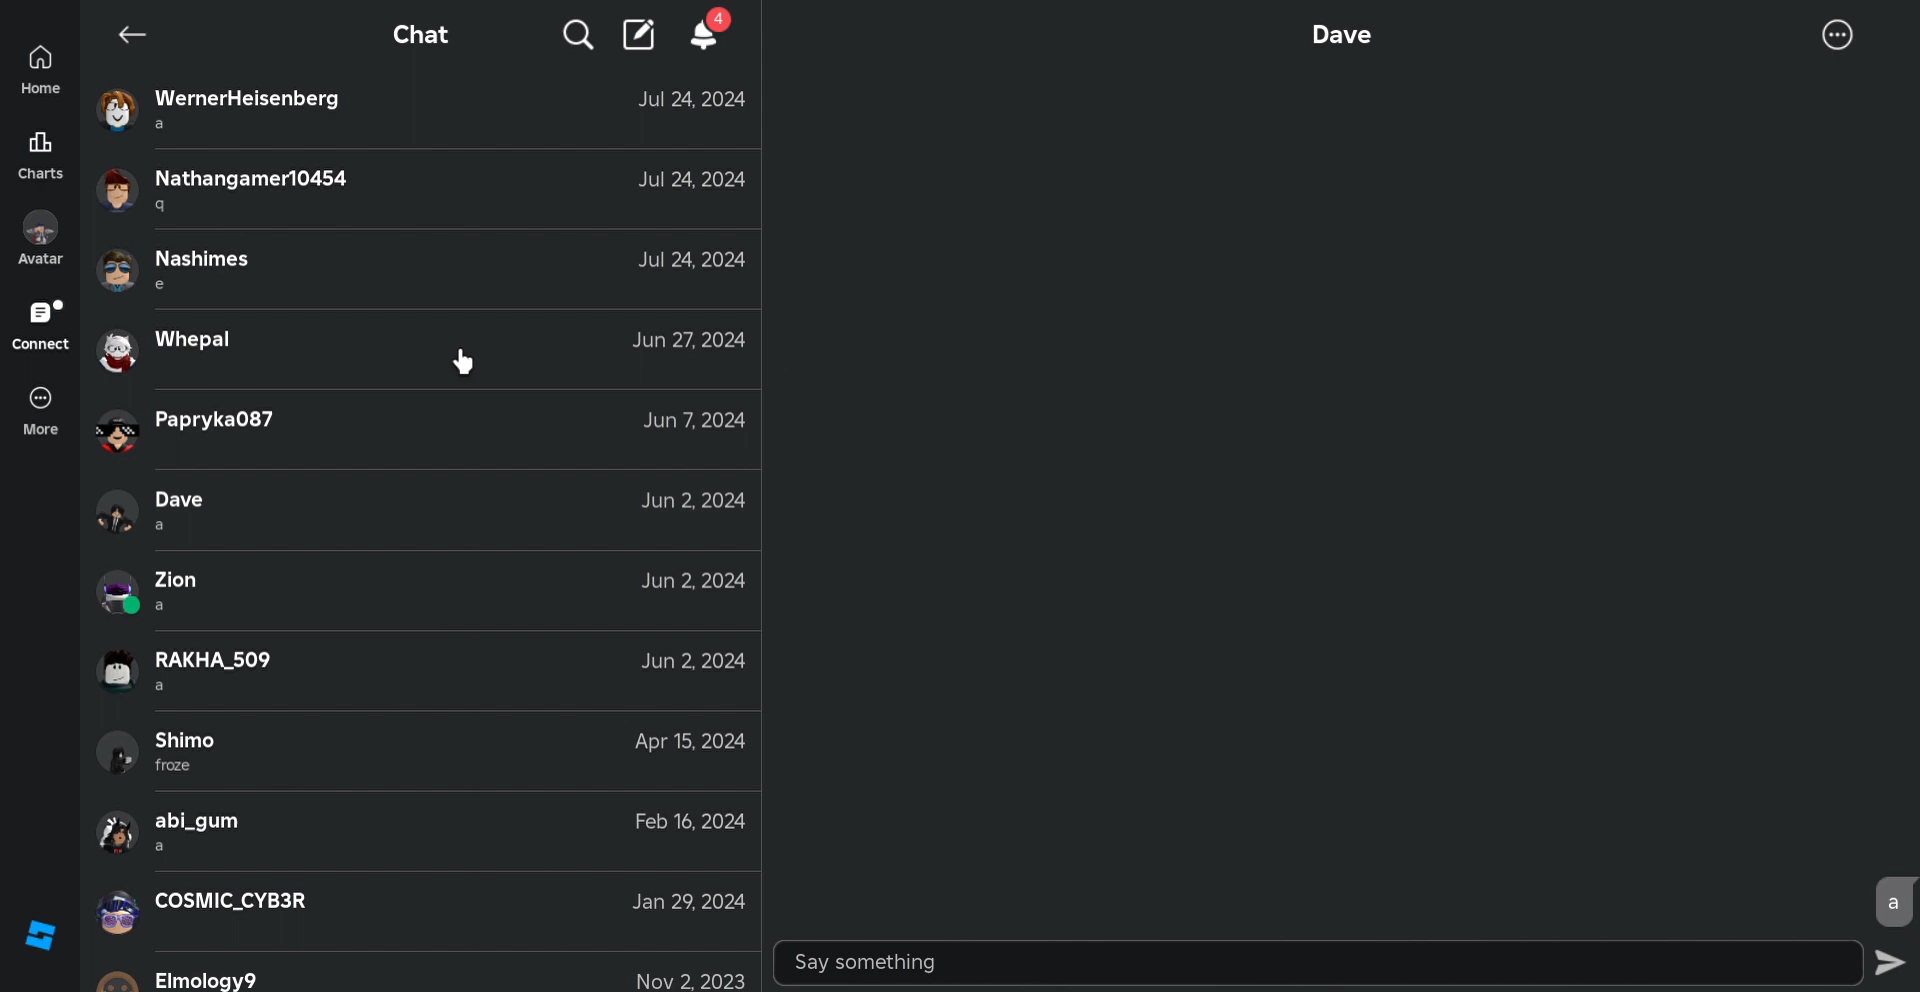 Home
Charts
Avatar
Connect
More
Chat
4
WernerHeisenberg
Jul 24, 2024
a
Nathangamer10454
Jul 24, 2024
q
Nashimes
Jul 24, 2024
e
Whepal
Jun 27, 2024
Papryka087
Jun 7, 2024
Dave
Jun 2, 2024
a
Zion
Jun 2, 2024
a
RAKHA_509
Jun 2, 2024
a
Shimo
Apr 15, 2024
froze
abi_gum
Feb 16, 2024
a
COSMIC_CYB3R
Jan 29, 2024
Elmology9
Nov 2, 2023
Dave
a
Say something